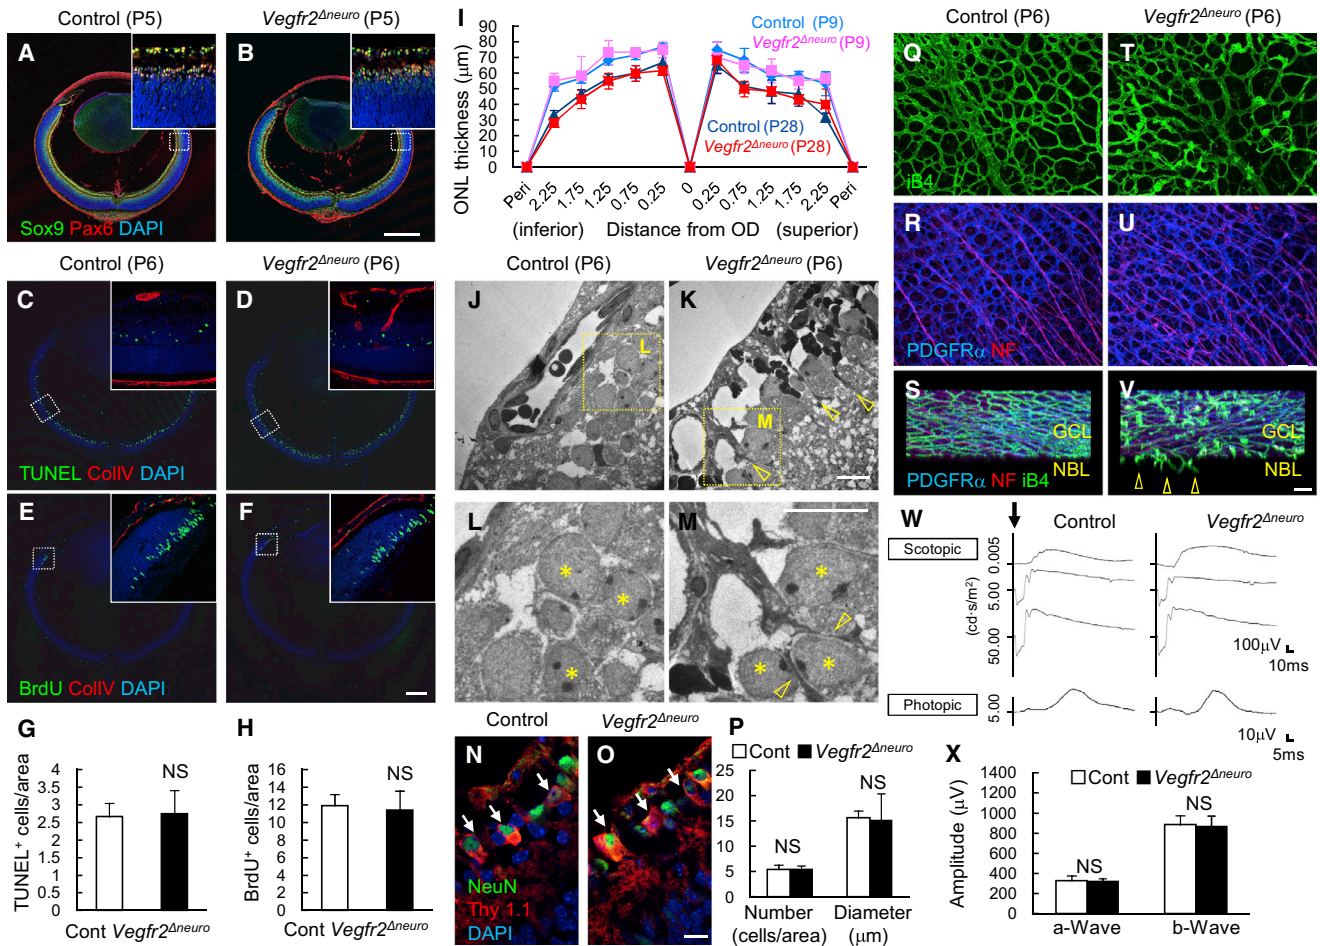 Control (P5)
Vegfr2Δneuro (P5)
A
B
Sox9 Pax6 DAPI
Control (P6)
Vegfr2Δneuro (P6)
C
D
TUNEL CollV DAPI
E
F
BrdU CollV DAPI
G
TUNEL+ cells/area
4
3.5
3
2.5
2
1.5
1
0.5
0
NS
Cont Vegfr2Δneuro
H
BrdU+ cells/area
16
14
12
10
8
6
4
2
0
NS
Cont Vegfr2Δneuro
I
ONL thickness (μm)
90
80
70
60
50
40
30
20
10
0
Control (P9)
Vegfr2Δneuro (P9)
Control (P28)
Vegfr2Δneuro (P28)
Peri 2.25 1.75 1.25 0.75 0.25 0 0.25 0.75 1.25 1.75 2.25 Peri
(inferior) Distance from OD (superior)
Control (P6)
Vegfr2Δneuro (P6)
J
L
K
M
L
* * *
M
* * *
Control
Vegfr2Δneuro
N
NeuN
Thy 1.1
DAPI
O
P
Cont Vegfr2Δneuro
25
20
15
10
5
0
NS
NS
Number
(cells/area)
Diameter
(μm)
Control (P6)
Vegfr2Δneuro (P6)
Q
iB4
T
R
PDGFRα NF
U
S
GCL
NBL
PDGFRα NF iB4
V
GCL
NBL
W
Control
Vegfr2Δneuro
Scotopic
0.005
5.00
50.00
(cd·s/m2)
100μV
10ms
Photopic
5.00
10μV
5ms
X
Cont Vegfr2Δneuro
Amplitude (μV)
1400
1200
1000
800
600
400
200
0
NS
NS
a-Wave
b-Wave